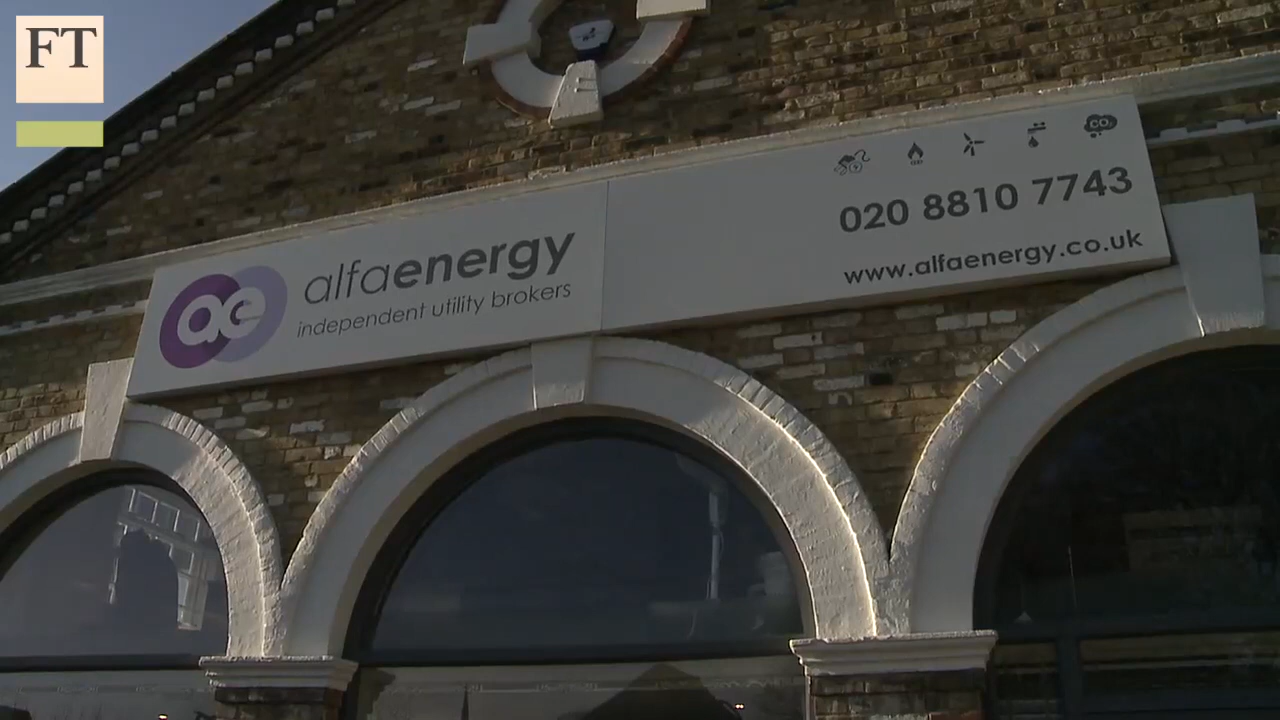 FT
E
CO₂
020 8810 7743
www.alfaenergy.co.uk
ae
alfaenergy
independent utility brokers